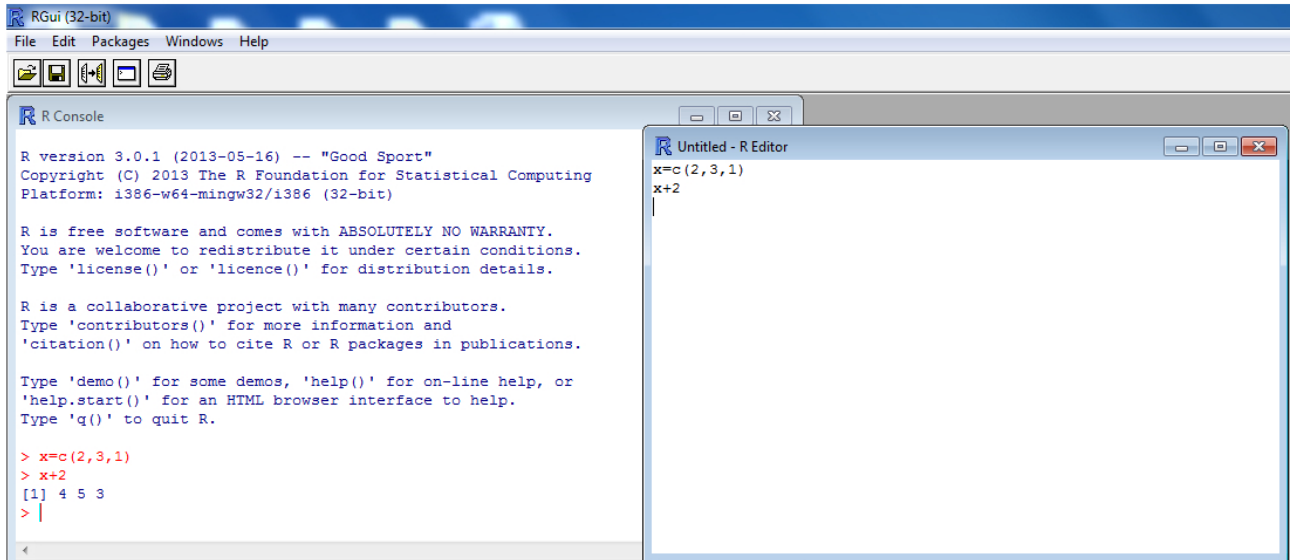 RGui (32-bit)
File Edit Packages Windows Help
R Console
R version 3.0.1 (2013-05-16) -- "Good Sport"
Copyright (C) 2013 The R Foundation for Statistical Computing
Platform: i386-w64-mingw32/i386 (32-bit)
R is free software and comes with ABSOLUTELY NO WARRANTY.
You are welcome to redistribute it under certain conditions.
Type 'license()' or 'licence()' for distribution details.
R is a collaborative project with many contributors.
Type 'contributors()' for more information and
'citation()' on how to cite R or R packages in publications.
Type 'demo()' for some demos, 'help()' for on-line help, or
'help.start()' for an HTML browser interface to help.
Type 'q()' to quit R.
> x=c(2,3,1)
> x+2
[1] 4 5 3
>
Untitled - R Editor
x=c(2,3,1)
x+2